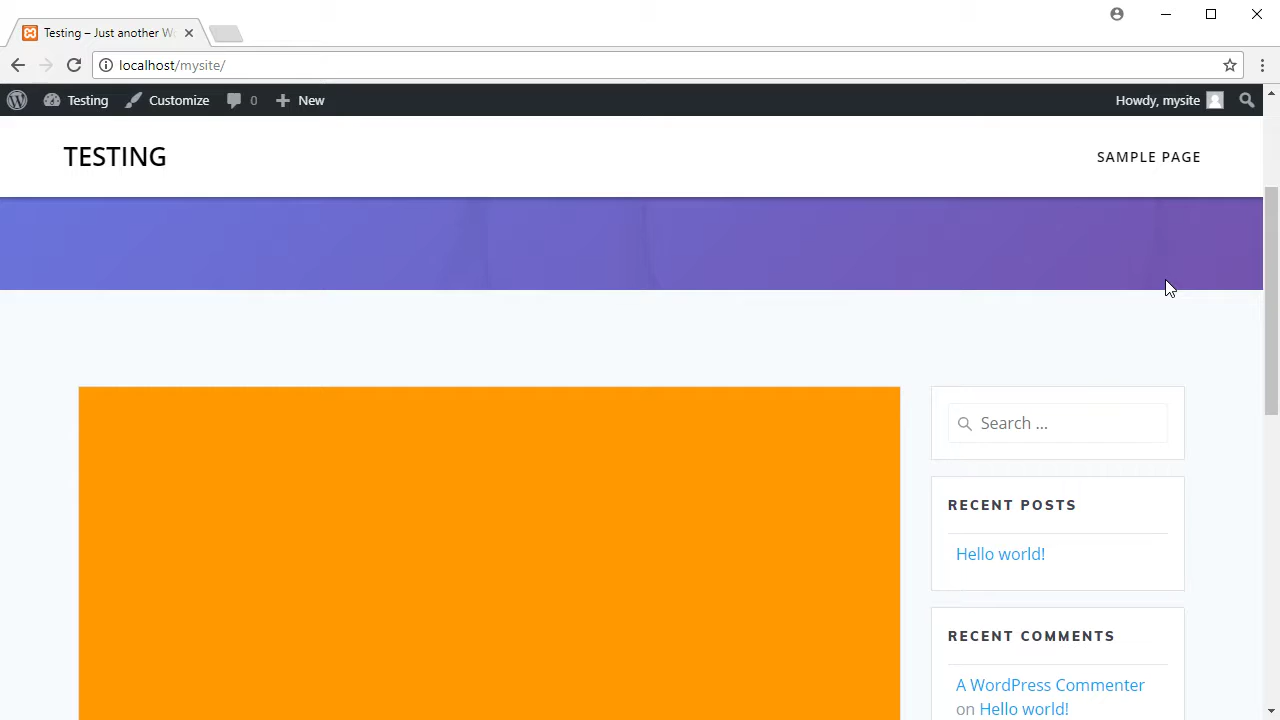 Testing – Just another W
localhost/mysite/
Testing Customize 0 New Howdy, mysite
TESTING
SAMPLE PAGE
Search ...
RECENT POSTS
Hello world!
RECENT COMMENTS
A WordPress Commenter
on Hello world!